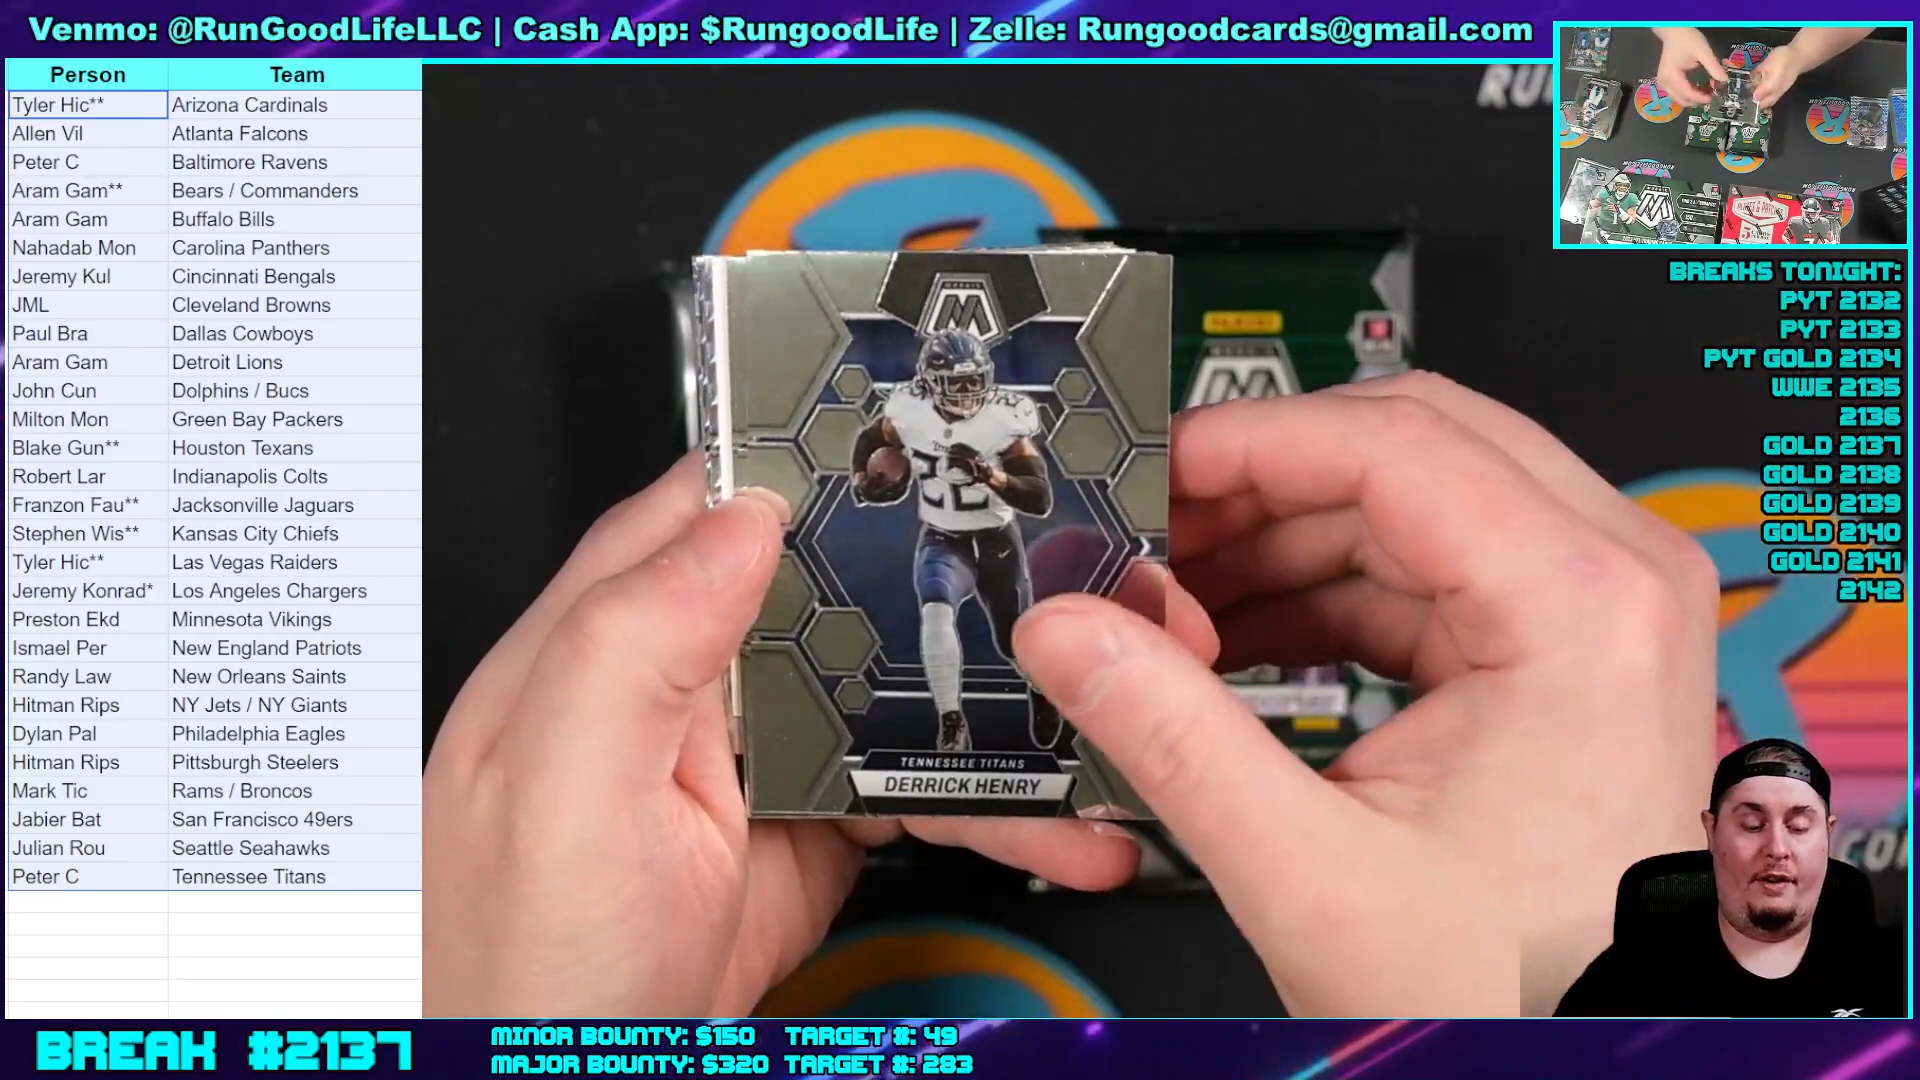 Venmo: @RunGoodLifeLLC | Cash App: $RungoodLife | Zelle: Rungoodcards@gmail.com
Person Team
Tyler Hic** Arizona Cardinals
Allen Vil Atlanta Falcons
Peter C Baltimore Ravens
Aram Gam** Bears / Commanders
Aram Gam Buffalo Bills
Nahadab Mon Carolina Panthers
Jeremy Kul Cincinnati Bengals
JML Cleveland Browns
Paul Bra Dallas Cowboys
Aram Gam Detroit Lions
John Cun Dolphins / Bucs
Milton Mon Green Bay Packers
Blake Gun** Houston Texans
Robert Lar Indianapolis Colts
Franzon Fau** Jacksonville Jaguars
Stephen Wis** Kansas City Chiefs
Tyler Hic** Las Vegas Raiders
Jeremy Konrad* Los Angeles Chargers
Preston Ekd Minnesota Vikings
Ismael Per New England Patriots
Randy Law New Orleans Saints
Hitman Rips NY Jets / NY Giants
Dylan Pal Philadelphia Eagles
Hitman Rips Pittsburgh Steelers
Mark Tic Rams / Broncos
Jabier Bat San Francisco 49ers
Julian Rou Seattle Seahawks
Peter C Tennessee Titans
22
TENNESSEE TITANS
DERRICK HENRY
PANINI
BREAKS TONIGHT:
PYT 2132
PYT 2133
PYT GOLD 2134
WWE 2135
2136
GOLD 2137
GOLD 2138
GOLD 2139
GOLD 2140
GOLD 2141
2142
BREAK #2137
MINOR BOUNTY: $150 TARGET #: 49
MAJOR BOUNTY: $320 TARGET #: 283